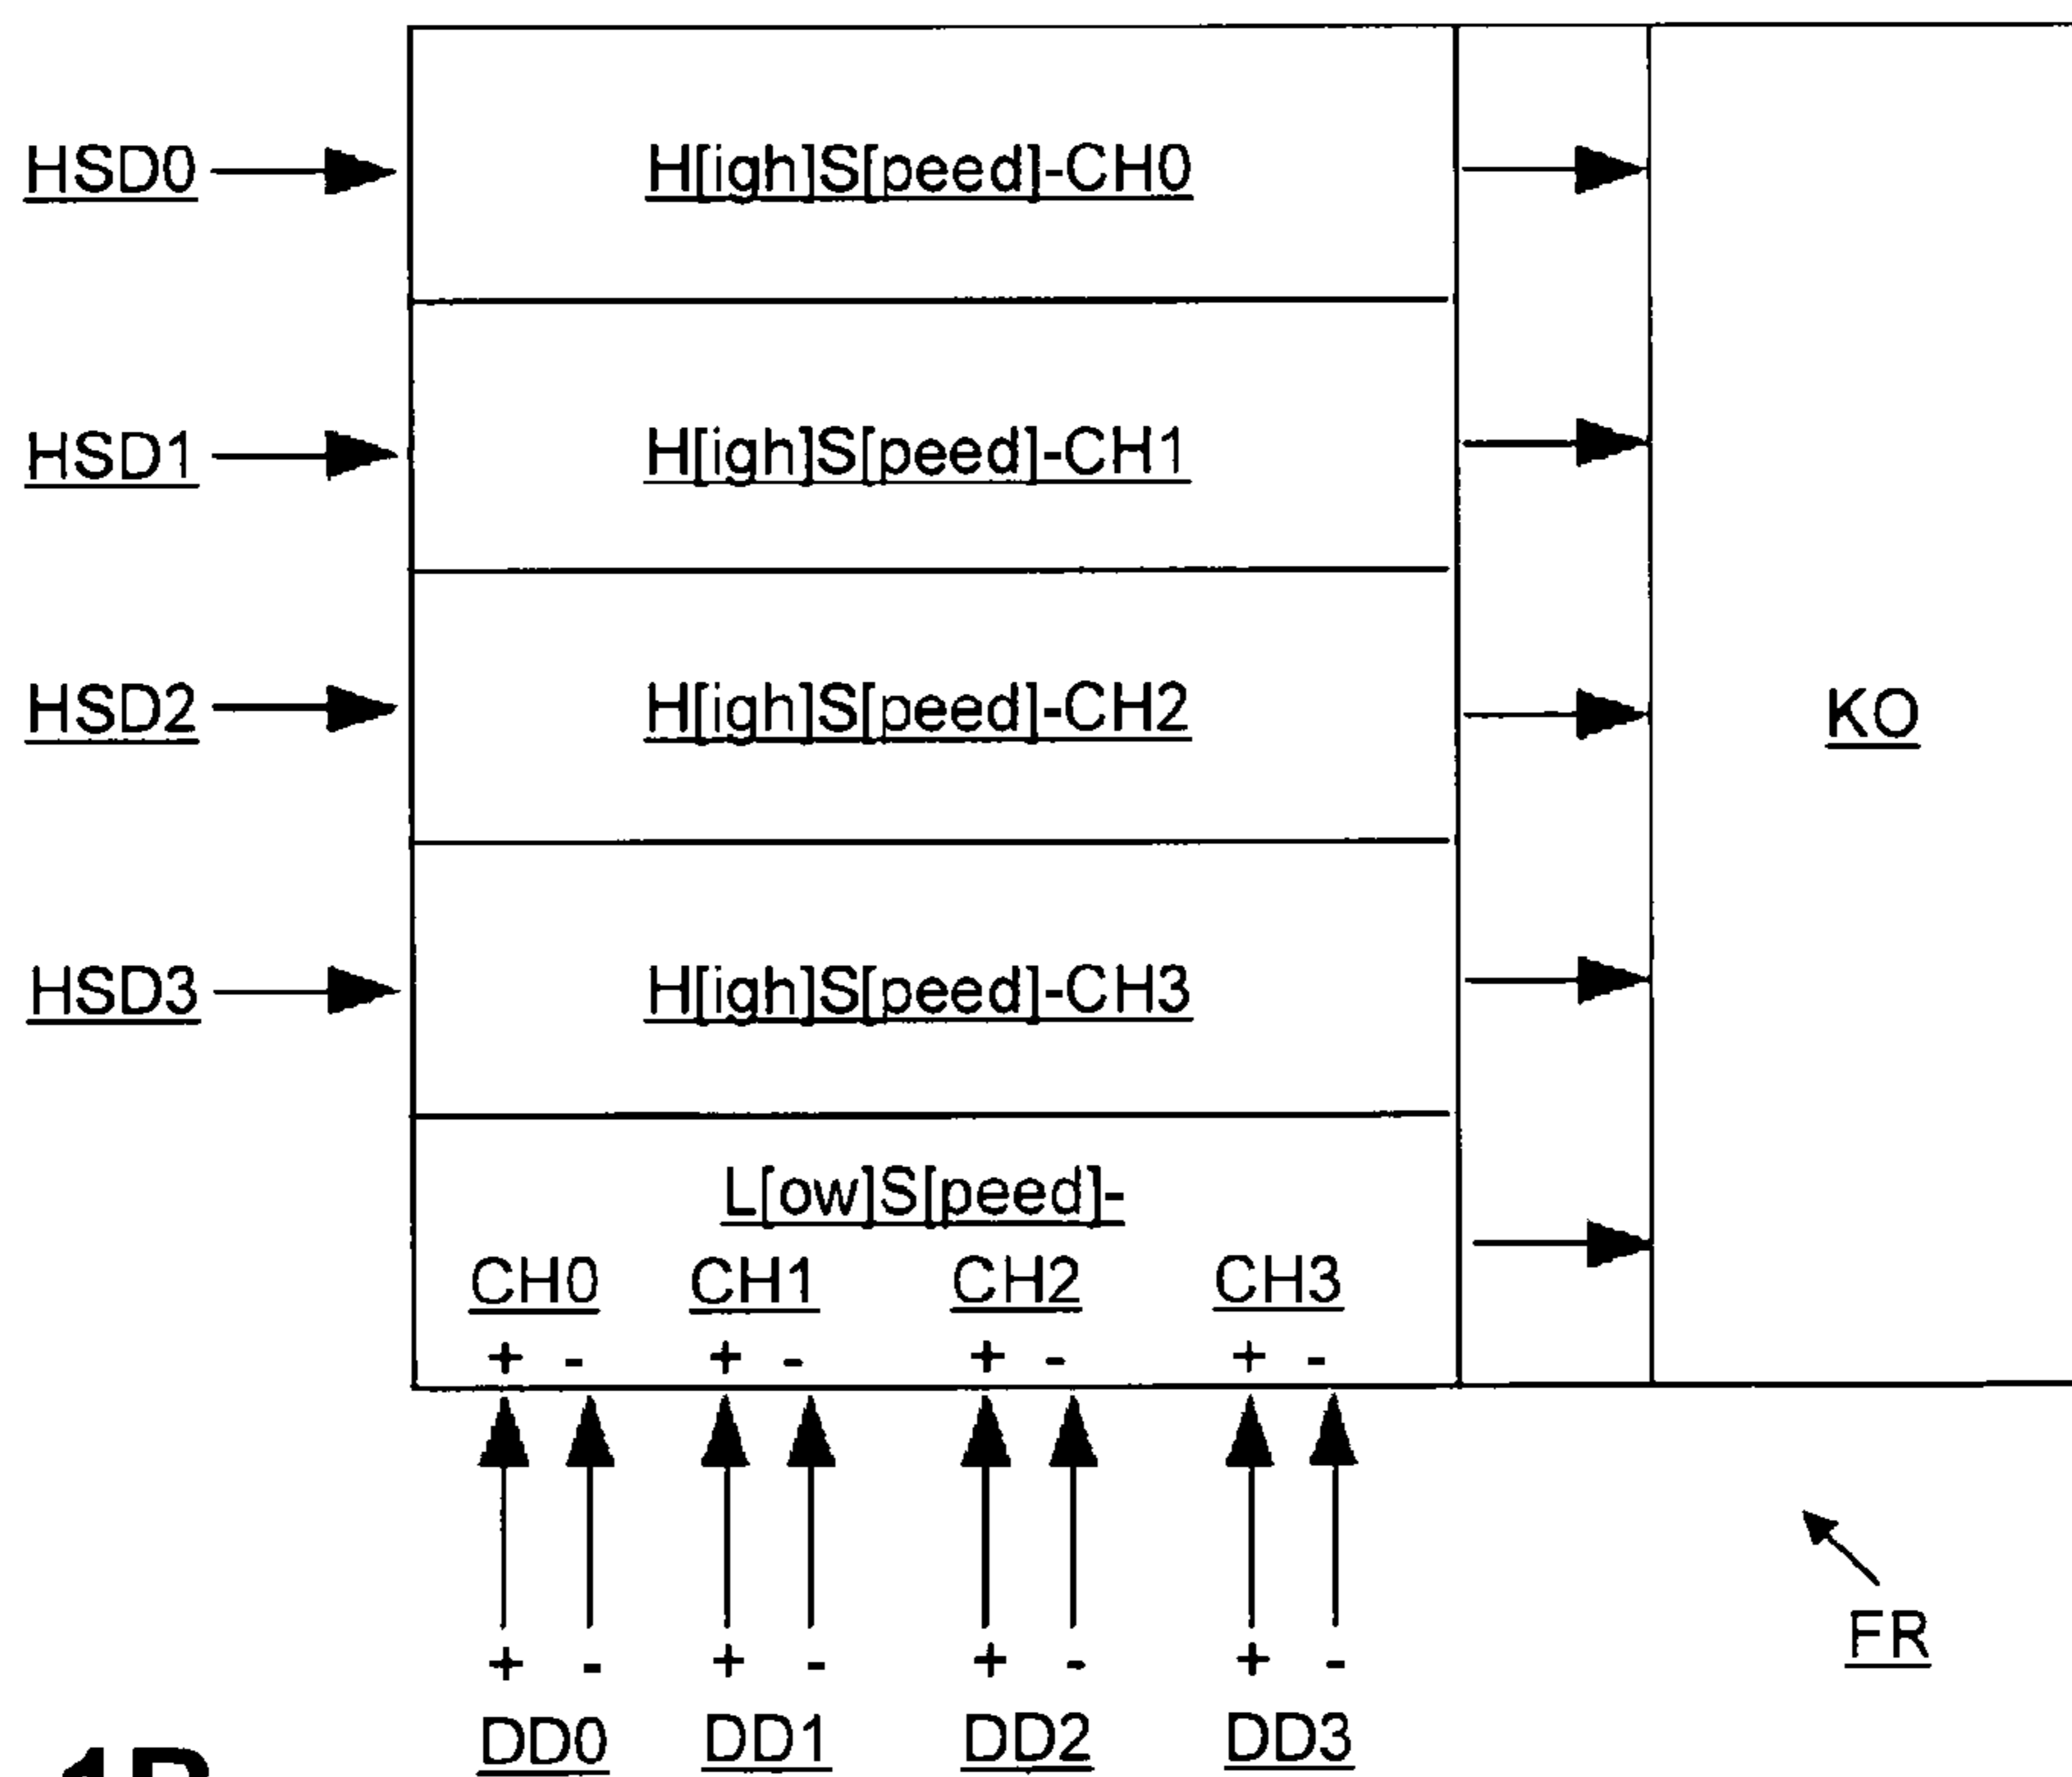 HSD0 H[igh]S[peed]-CH0
HSD1 H[igh]S[peed]-CH1
HSD2 H[igh]S[peed]-CH2 KO
HSD3 H[igh]S[peed]-CH3
L[ow]S[peed]-
CH0 CH1 CH2 CH3
+ - + - + - + -
FR
+ - + - + - + -
DD0 DD1 DD2 DD3